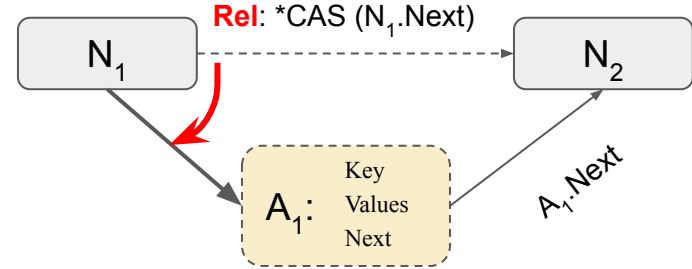 Rel: *CAS (N₁.Next)
N₁
N₂
A₁:
Key
Values
Next
A₁.Next